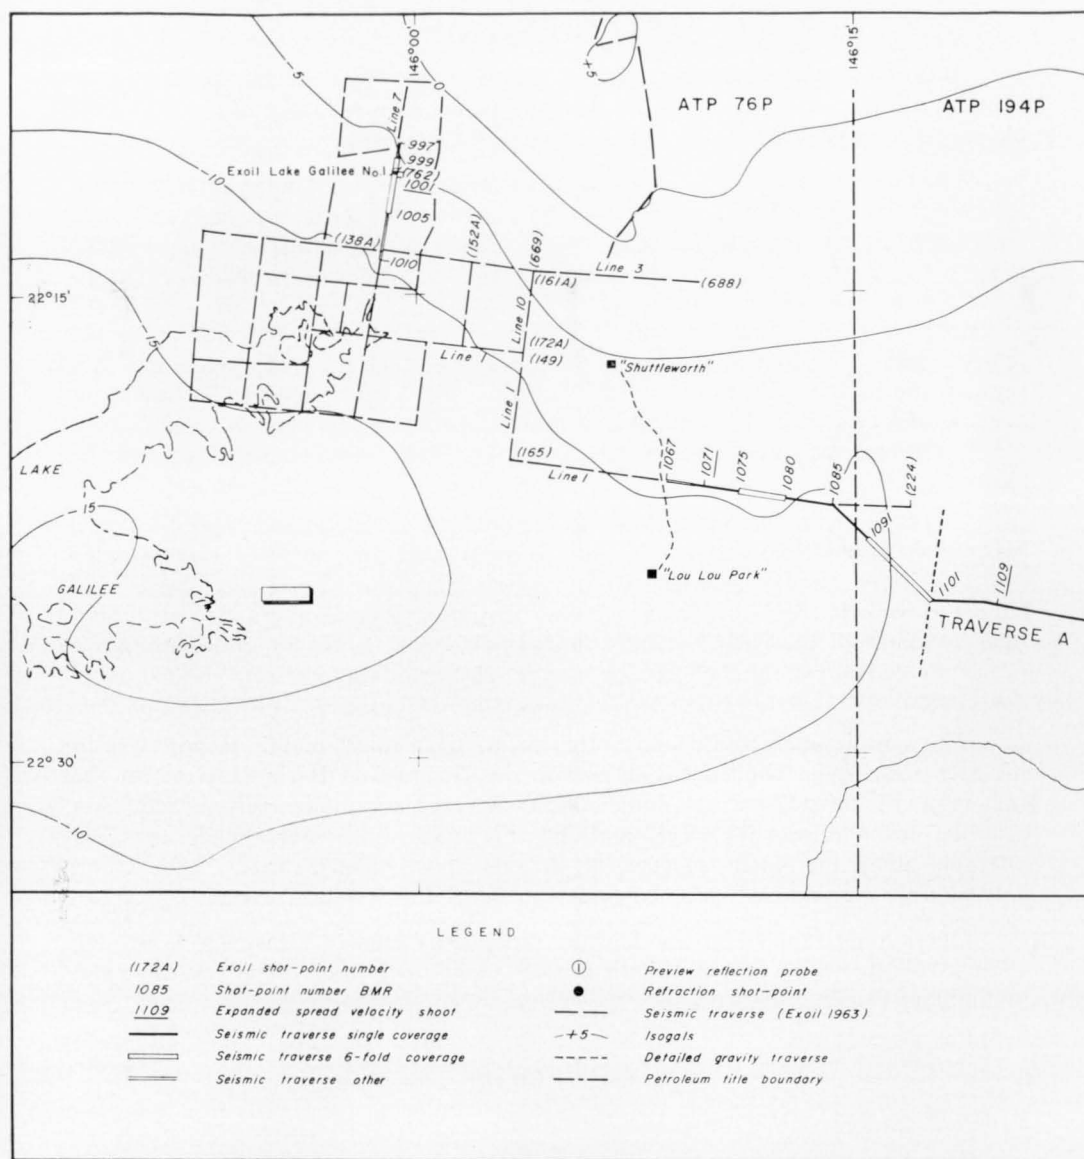 146°00'
146°15'
5
0
+5
ATP 76P
ATP 194P
Line 7
997
999
Exoil Lake Galilee No.1
(762)
1001
10
1005
(138A)
(152A)
(669)
1010
Line 3
(161A)
(688)
22°15'
15
Line 10
(172A)
Line 1
(149)
"Shuttleworth"
Line 1
LAKE
(165)
Line 1
1067
1071
1075
1080
1085
(224)
15
1091
GALILEE
"Lou Lou Park"
1101
1109
TRAVERSE A
22°30'
10
LEGEND
(172A) Exoil shot-point number
1085 Shot-point number BMR
1109 Expanded spread velocity shoot
Seismic traverse single coverage
Seismic traverse 6-fold coverage
Seismic traverse other
1 Preview reflection probe
Refraction shot-point
Seismic traverse (Exoil 1963)
+5 Isogals
Detailed gravity traverse
Petroleum title boundary